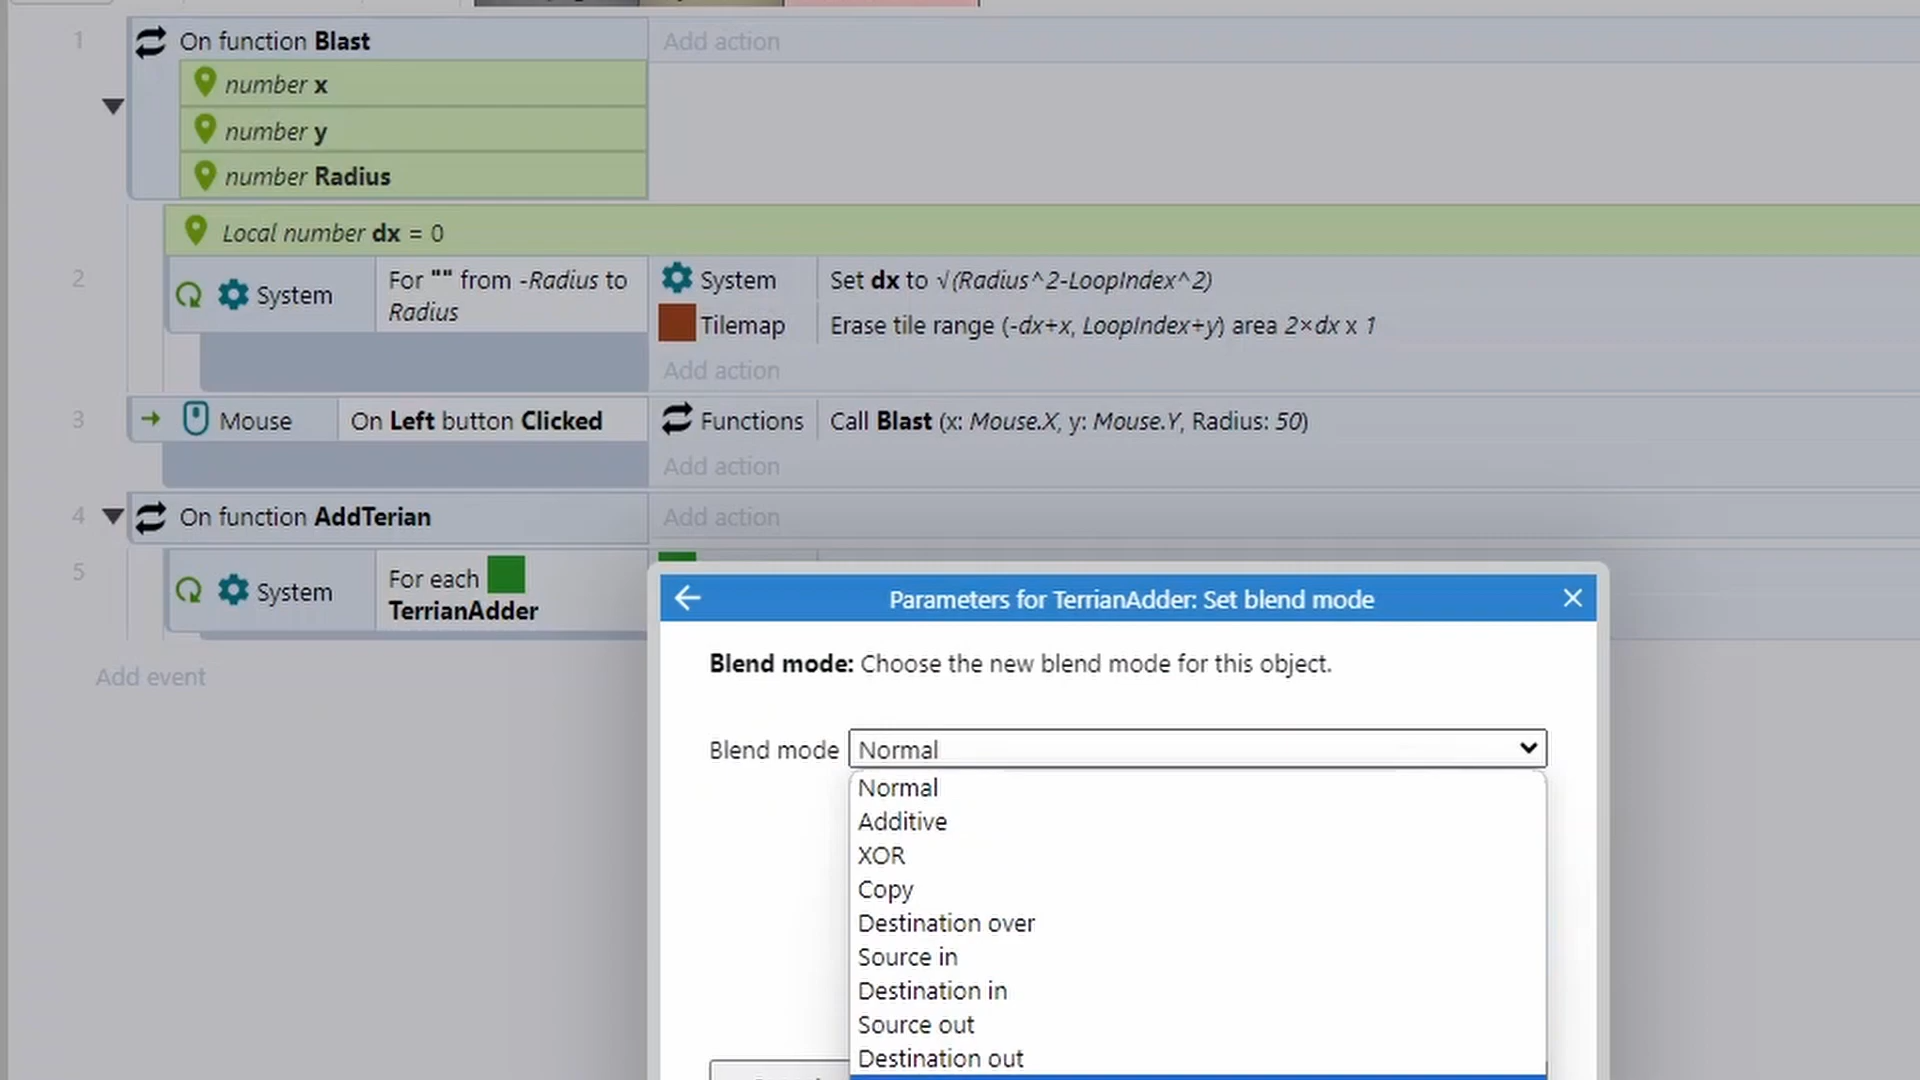 1 On function Blast Add action
number x
number y
number Radius
Local number dx = 0
2 System For "" from -Radius to Radius System Set dx to √(Radius^2-LoopIndex^2)
Tilemap Erase tile range (-dx+x, LoopIndex+y) area 2×dx x 1
Add action
3 Mouse On Left button Clicked Functions Call Blast (x: Mouse.X, y: Mouse.Y, Radius: 50)
Add action
4 On function AddTerian Add action
5 System For each TerrianAdder
Add event
Parameters for TerrianAdder: Set blend mode
Blend mode: Choose the new blend mode for this object.
Blend mode Normal
Normal
Additive
XOR
Copy
Destination over
Source in
Destination in
Source out
Destination out